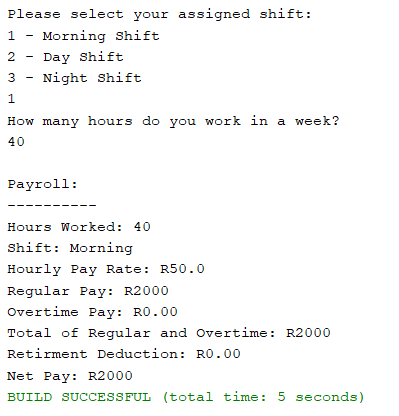 Please select your assigned shift:
1 - Morning Shift
2 - Day Shift
3 - Night Shift
1
How many hours do you work in a week?
40
Payroll:
----------
Hours Worked: 40
Shift: Morning
Hourly Pay Rate: R50.0
Regular Pay: R2000
Overtime Pay: R0.00
Total of Regular and Overtime: R2000
Retirment Deduction: R0.00
Net Pay: R2000
BUILD SUCCESSFUL (total time: 5 seconds)